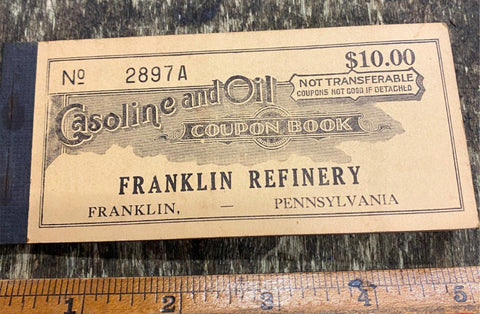 Nº 2897A $10.00
NOT TRANSFERABLE
COUPONS NOT GOOD IF DETACHED
Gasoline and Oil
COUPON BOOK
FRANKLIN REFINERY
FRANKLIN, — PENNSYLVANIA
1 2 3 4 5